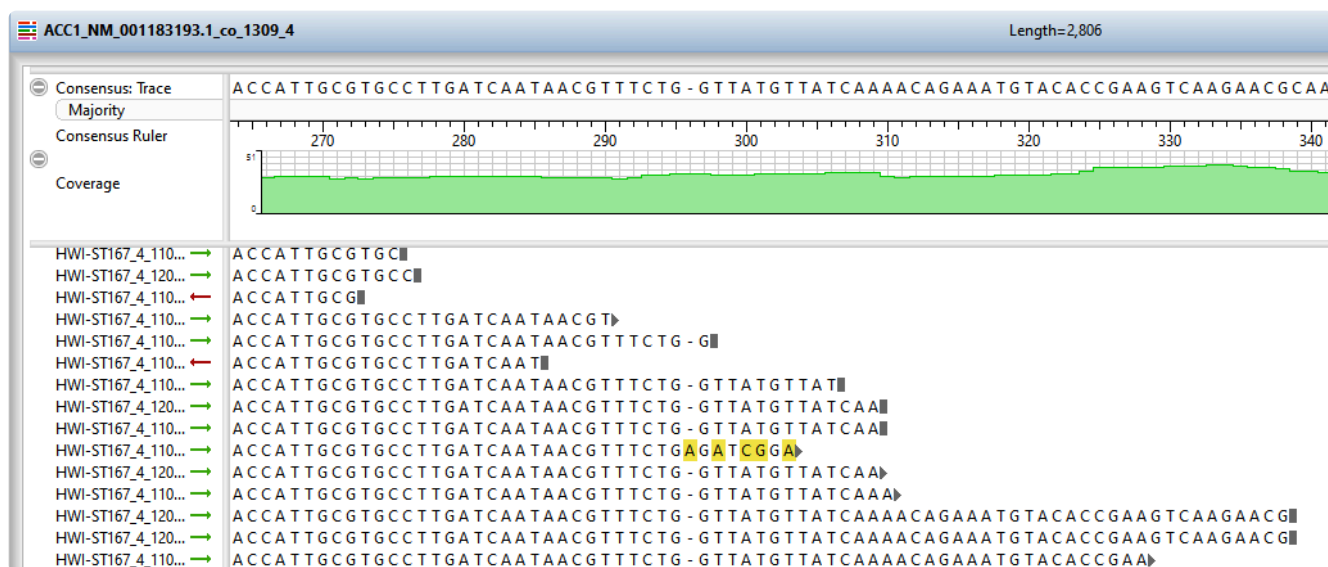 ACC1_NM_001183193.1_co_1309_4 Length=2,806
Consensus: Trace ACCATTGCGTGCCTTGATCAATAACGTTTCTG-GTTATGTTATCAAAACAGAAATGTACACCGAAGTCAAGAACGCAA
Majority
Consensus Ruler 270 280 290 300 310 320 330 340
51
Coverage
0
HWI-ST167_4_110... ACCATTGCGTGC
HWI-ST167_4_120... ACCATTGCGTGCC
HWI-ST167_4_110... ACCATTGCG
HWI-ST167_4_110... ACCATTGCGTGCCTTGATCAATAACGT
HWI-ST167_4_110... ACCATTGCGTGCCTTGATCAATAACGTTTCTG-G
HWI-ST167_4_110... ACCATTGCGTGCCTTGATCAAT
HWI-ST167_4_110... ACCATTGCGTGCCTTGATCAATAACGTTTCTG-GTTATGTTAT
HWI-ST167_4_120... ACCATTGCGTGCCTTGATCAATAACGTTTCTG-GTTATGTTATCAA
HWI-ST167_4_110... ACCATTGCGTGCCTTGATCAATAACGTTTCTG-GTTATGTTATCAA
HWI-ST167_4_110... ACCATTGCGTGCCTTGATCAATAACGTTTCTGAGATCGGA
HWI-ST167_4_120... ACCATTGCGTGCCTTGATCAATAACGTTTCTG-GTTATGTTATCAA
HWI-ST167_4_110... ACCATTGCGTGCCTTGATCAATAACGTTTCTG-GTTATGTTATCAAA
HWI-ST167_4_120... ACCATTGCGTGCCTTGATCAATAACGTTTCTG-GTTATGTTATCAAAACAGAAATGTACACCGAAGTCAAGAACG
HWI-ST167_4_120... ACCATTGCGTGCCTTGATCAATAACGTTTCTG-GTTATGTTATCAAAACAGAAATGTACACCGAAGTCAAGAACG
HWI-ST167_4_110... ACCATTGCGTGCCTTGATCAATAACGTTTCTG-GTTATGTTATCAAAACAGAAATGTACACCGAA